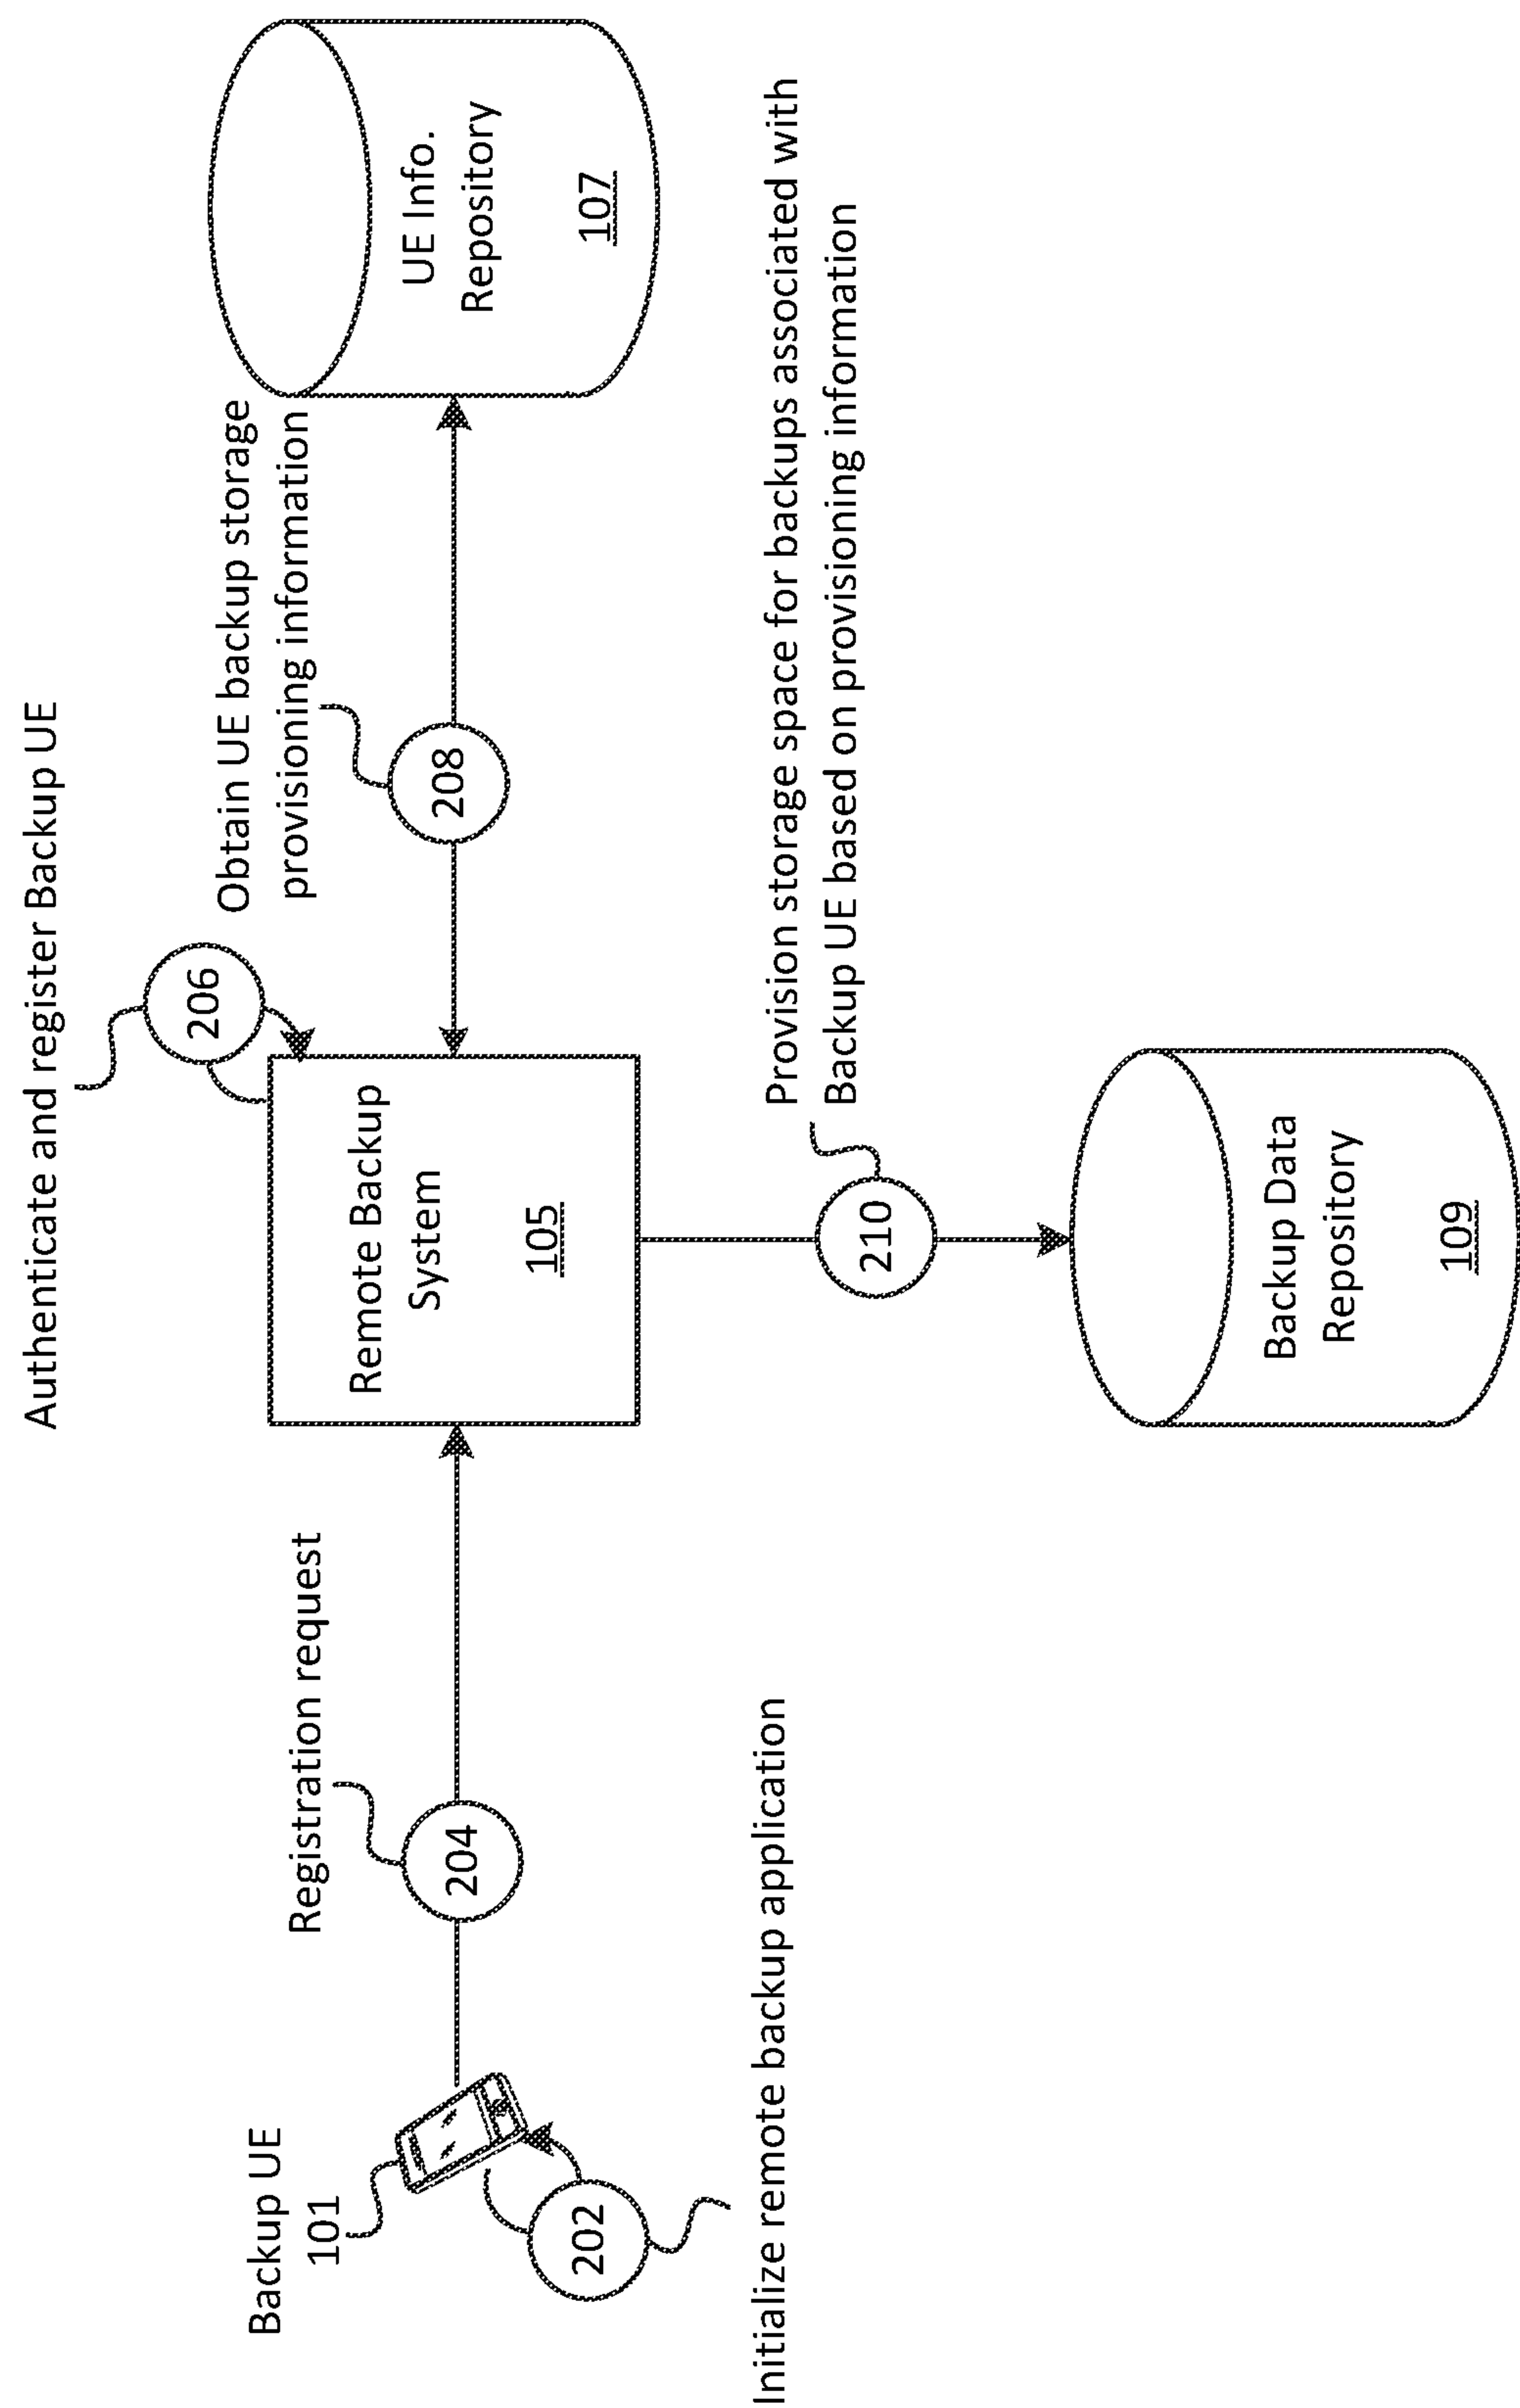 Authenticate and register Backup UE
206
Obtain UE backup storage
provisioning information
208
Backup UE
101
Registration request
204
Remote Backup
System
105
UE Info.
Repository
107
202
Initialize remote backup application
Provision storage space for backups associated with
Backup UE based on provisioning information
210
Backup Data
Repository
109